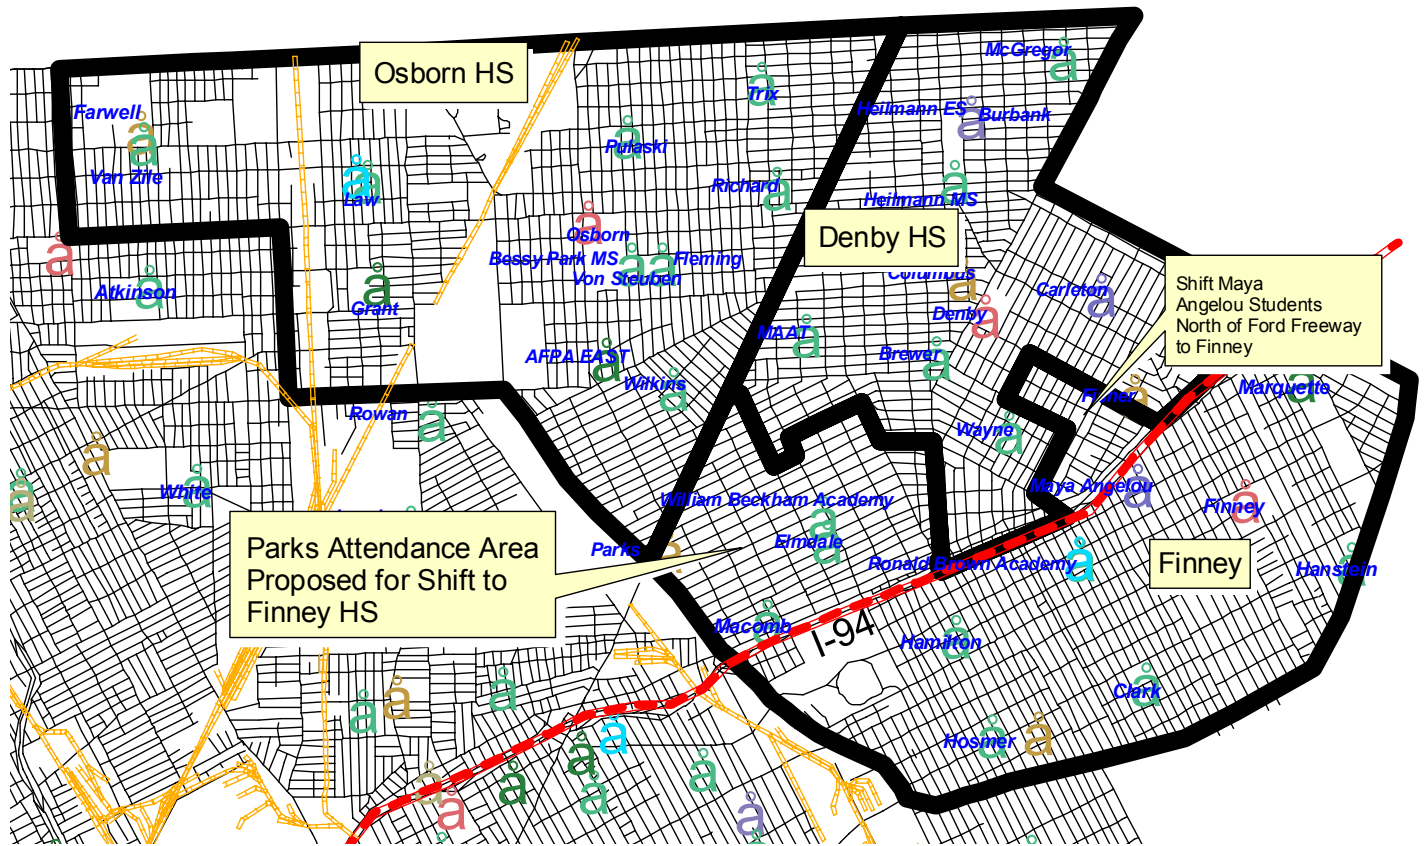 McGregor
Osborn HS
Trix
Farwell
Heilmann ES
Burbank
Pulaski
Van Zile
Richard
Law
Heilmann MS
Osborn
Denby HS
Bessy Park MS
Fleming
Von Steuben
Columbus
Carleton
Atkinson
Grant
Denby
Shift Maya
Angelou Students
North of Ford Freeway
to Finney
MAAT
Brewer
AFPA EAST
Wilkins
Marquette
Rowan
Wayne
White
William Beckham Academy
Maya Angelou
Finney
Parks
Elmdale
Ronald Brown Academy
Finney
Hanstein
Parks Attendance Area
Proposed for Shift to
Finney HS
Macomb
I-94
Hamilton
Clark
Hosmer